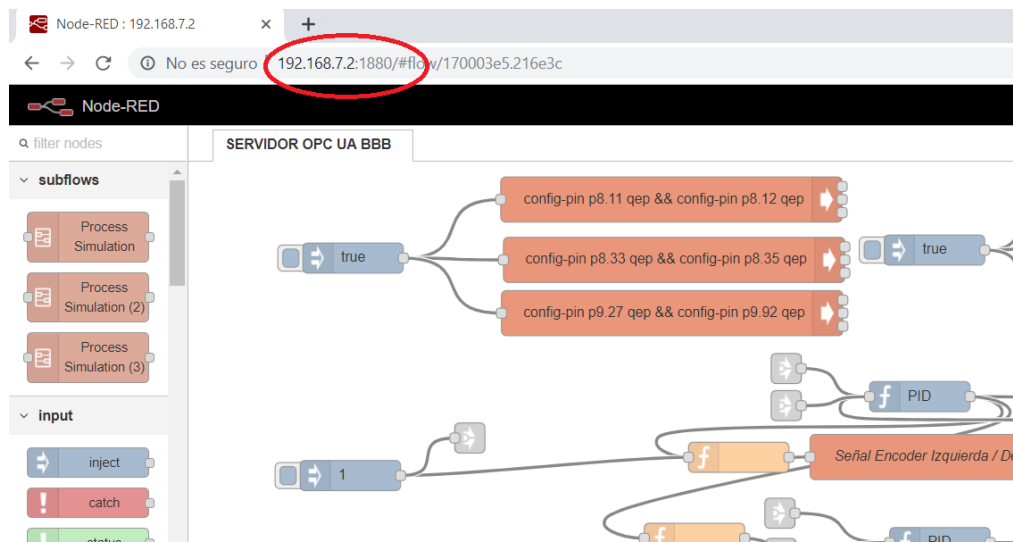 Node-RED : 192.168.7.2
No es seguro 192.168.7.2:1880/#flow/170003e5.216e3c
Node-RED
filter nodes
SERVIDOR OPC UA BBB
subflows
Process
Simulation
Process
Simulation (2)
Process
Simulation (3)
input
inject
catch
status
true
config-pin p8.11 qep && config-pin p8.12 qep
config-pin p8.33 qep && config-pin p8.35 qep
config-pin p9.27 qep && config-pin p9.92 qep
true
PID
1
Señal Encoder Izquierda / De
PID